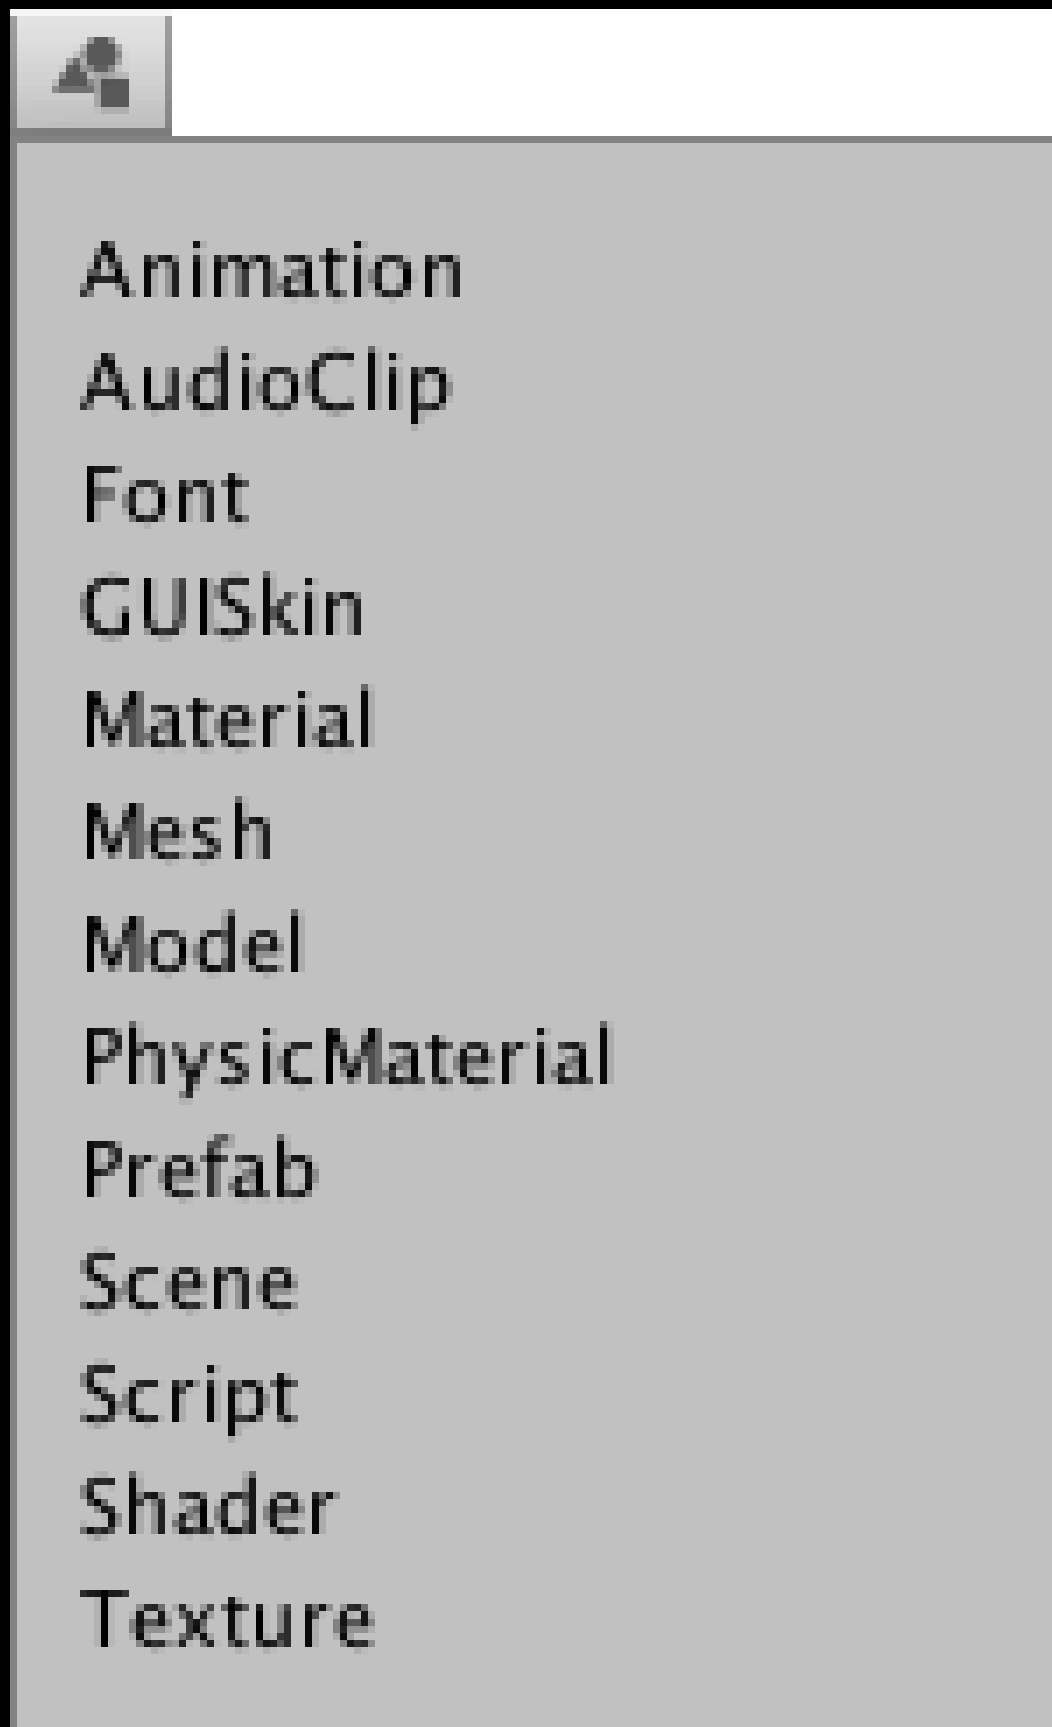 Animation
AudioClip
Font
GUISkin
Material
Mesh
Model
PhysicMaterial
Prefab
Scene
Script
Shader
Texture